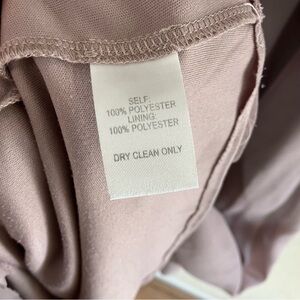 SELF:
100% POLYESTER
LINING:
100% POLYESTER
DRY CLEAN ONLY